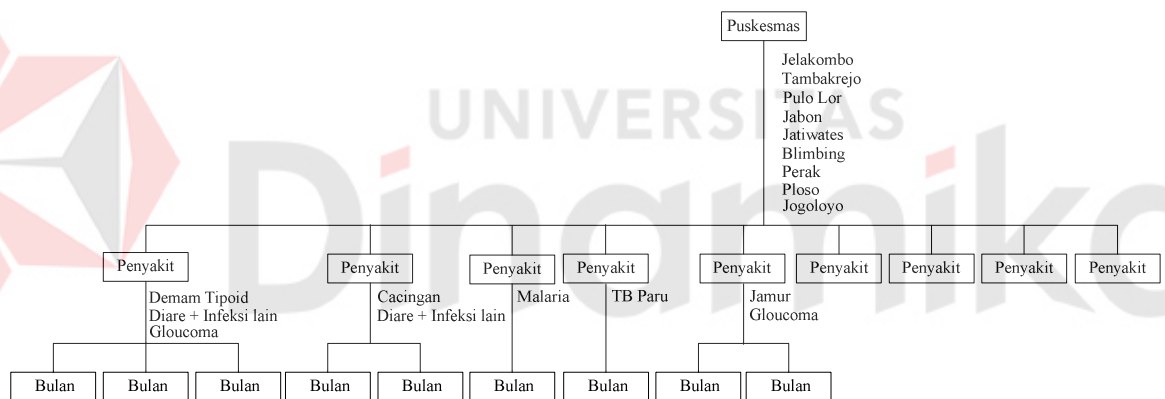 Puskesmas
Jelakombo
Tambakrejo
Pulo Lor
Jabon
Jatiwates
Blimbing
Perak
Ploso
Jogoloyo
UNIVERSITAS
Dinamika
Penyakit
Penyakit
Penyakit
Penyakit
Penyakit
Penyakit
Penyakit
Penyakit
Penyakit
Demam Tipoid
Diare + Infeksi lain
Gloucoma
Cacingan
Diare + Infeksi lain
Malaria
TB Paru
Jamur
Gloucoma
Bulan
Bulan
Bulan
Bulan
Bulan
Bulan
Bulan
Bulan
Bulan